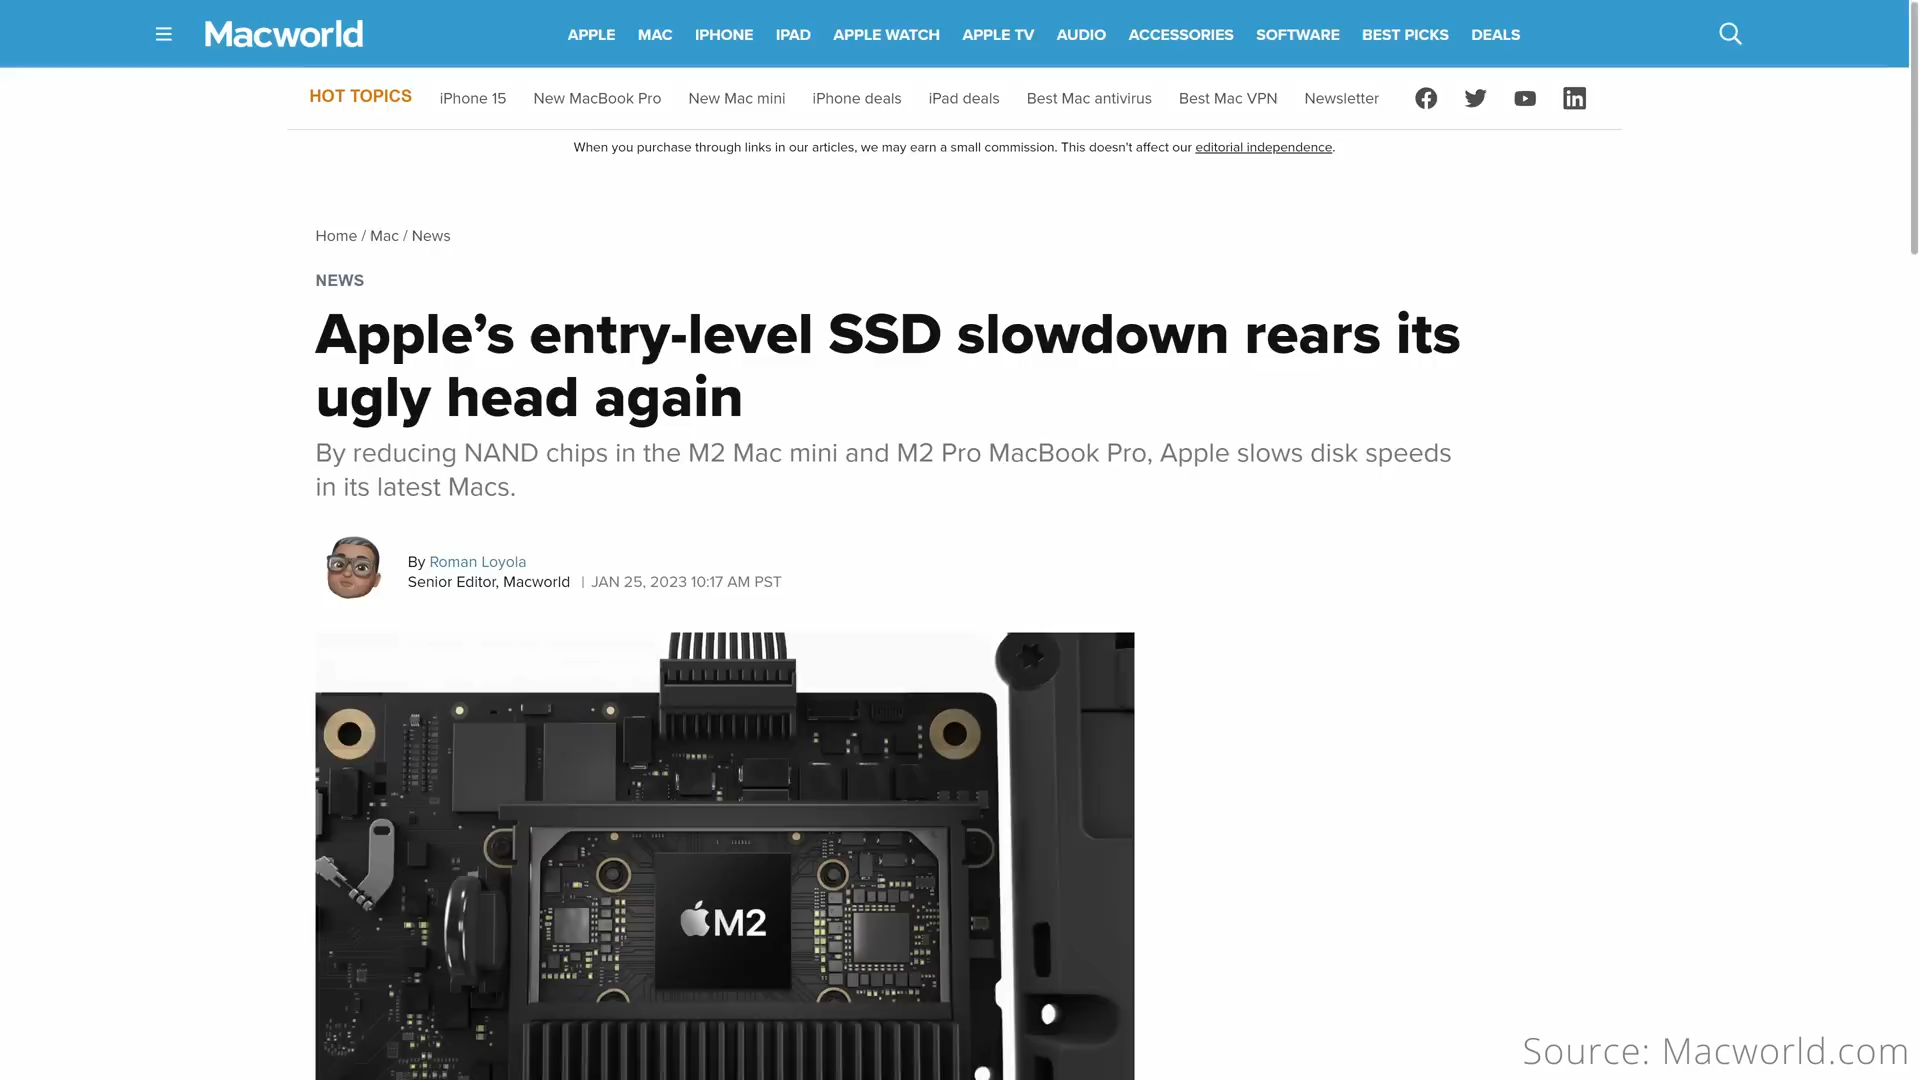 Macworld
APPLE MAC IPHONE IPAD APPLE WATCH APPLE TV AUDIO ACCESSORIES SOFTWARE BEST PICKS DEALS
HOT TOPICS iPhone 15 New MacBook Pro New Mac mini iPhone deals iPad deals Best Mac antivirus Best Mac VPN Newsletter
When you purchase through links in our articles, we may earn a small commission. This doesn't affect our editorial independence.
Home / Mac / News
NEWS
Apple’s entry-level SSD slowdown rears its
ugly head again
By reducing NAND chips in the M2 Mac mini and M2 Pro MacBook Pro, Apple slows disk speeds
in its latest Macs.
By Roman Loyola
Senior Editor, Macworld | JAN 25, 2023 10:17 AM PST
M2
Source: Macworld.com